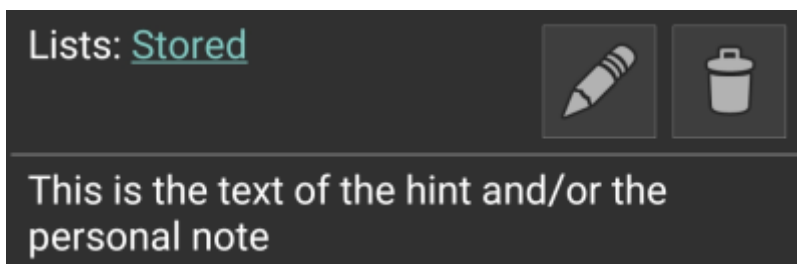 Lists: Stored
This is the text of the hint and/or the
personal note